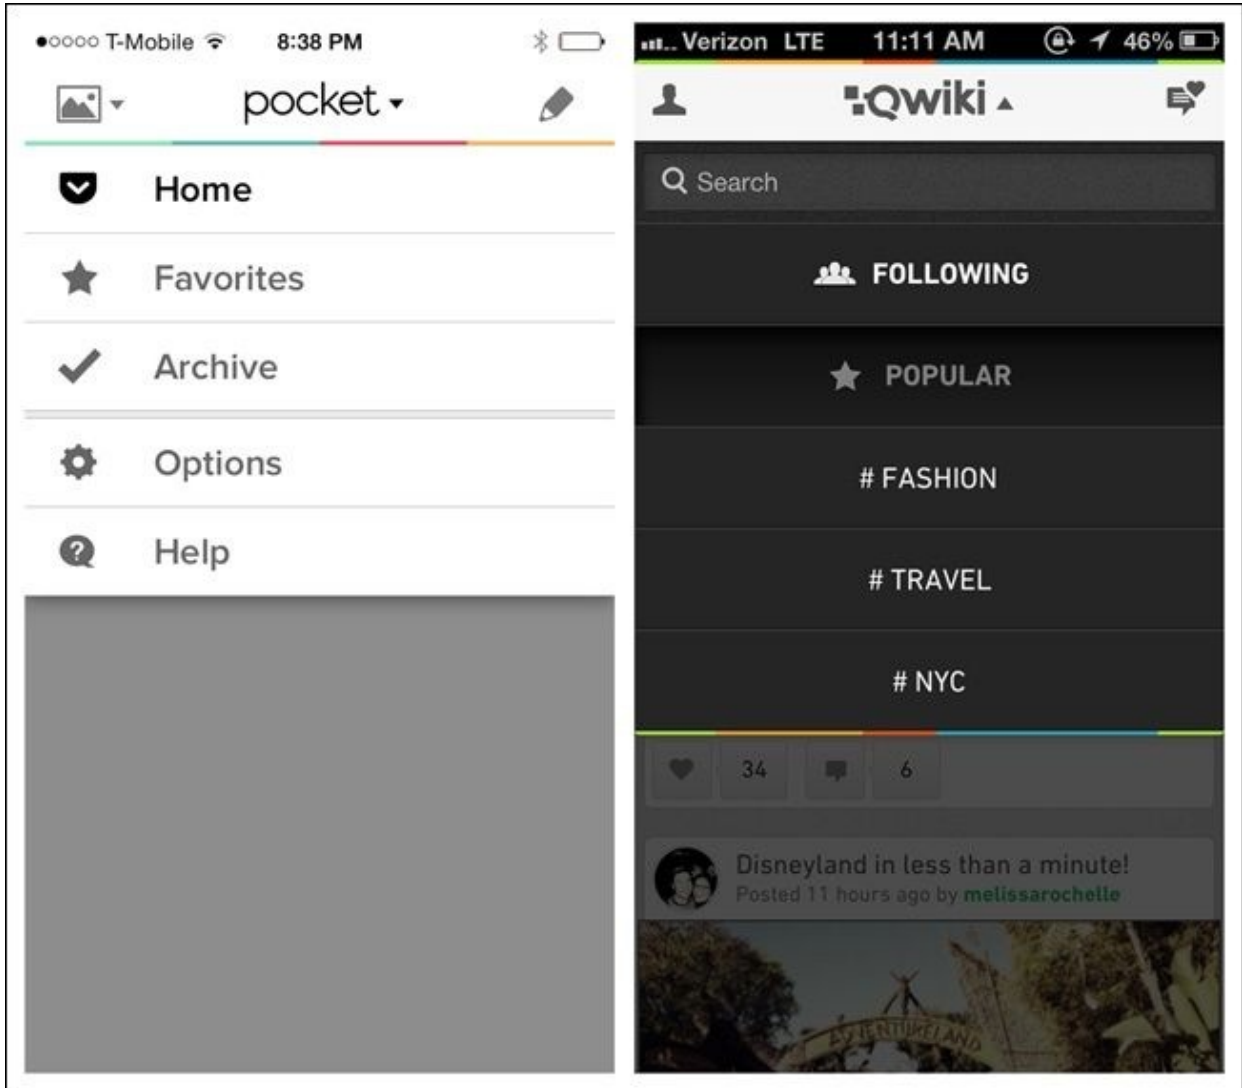 T-Mobile 8:38 PM
pocket
Home
Favorites
Archive
Options
Help
Verizon LTE 11:11 AM 46%
Qwiki
Search
FOLLOWING
POPULAR
# FASHION
# TRAVEL
# NYC
34 6
Disneyland in less than a minute!
Posted 11 hours ago by melissarochelle
ADVENTURELAND